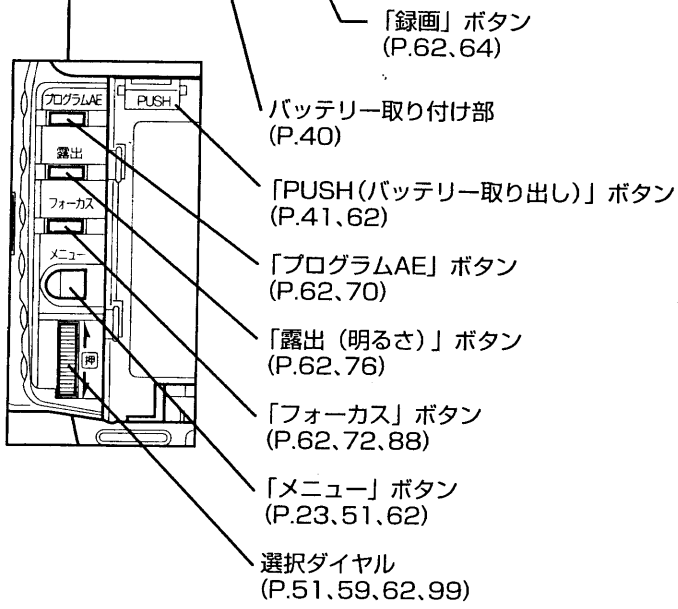 「録画」ボタン
(P.62、64)
バッテリー取り付け部
(P.40)
「PUSH(バッテリー取り出し)」ボタン
(P.41、62)
「プログラムAE」ボタン
(P.62、70)
「露出（明るさ）」ボタン
(P.62、76)
「フォーカス」ボタン
(P.62、72、88)
「メニュー」ボタン
(P.23、51、62)
選択ダイヤル
(P.51、59、62、99)
プログラムAE
PUSH
露出
フォーカス
メニュー
押